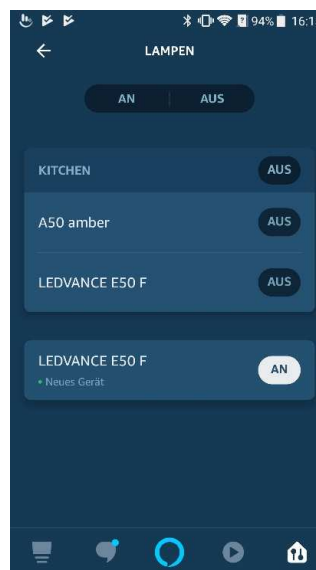 94% 16:1
LAMPEN
AN AUS
KITCHEN AUS
A50 amber AUS
LEDVANCE E50 F AUS
LEDVANCE E50 F AN
• Neues Gerät